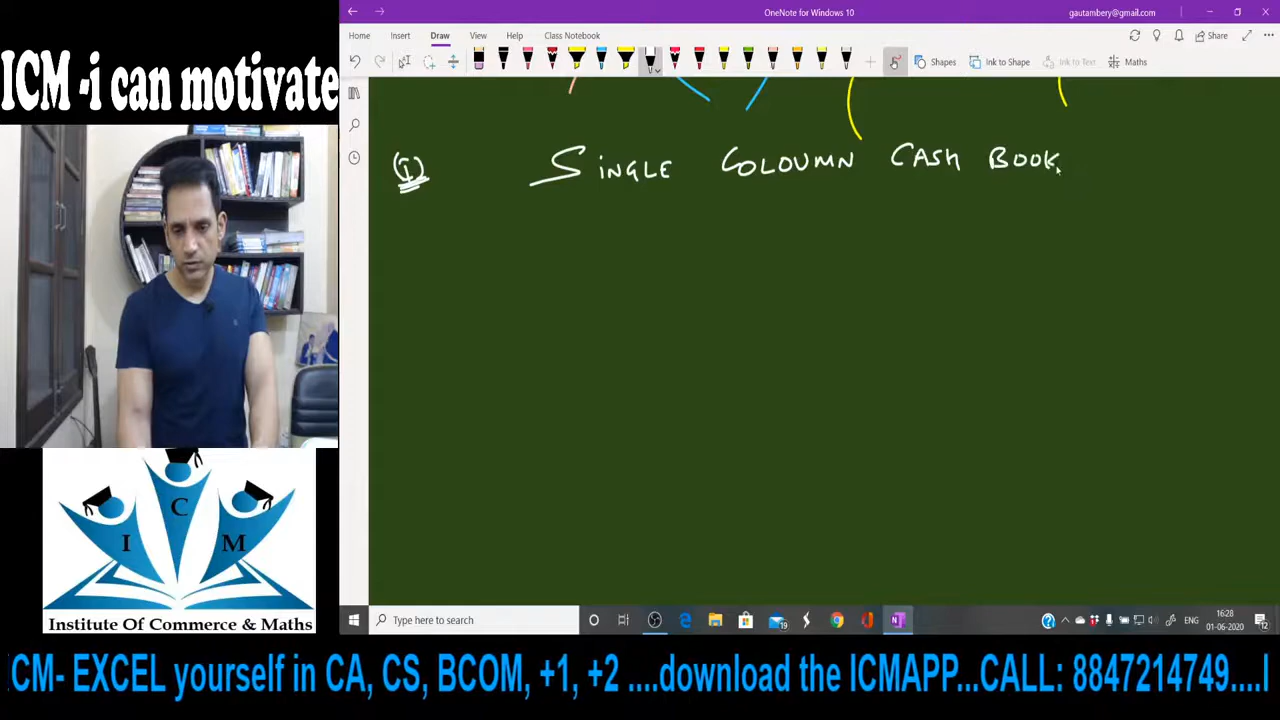 OneNote for Windows 10
gautambery@gmail.com
Home Insert Draw View Help Class Notebook
Share
Shapes Ink to Shape Ink to Text Maths
ICM -i can motivate
(I) SiNGLE COLOUMN CASH BOOK
I C M
Institute Of Commerce & Maths
Type here to search
19
ENG
16:28
01-06-2020
12
CM- EXCEL yourself in CA, CS, BCOM, +1, +2 ....download the ICMAPP...CALL: 8847214749....I